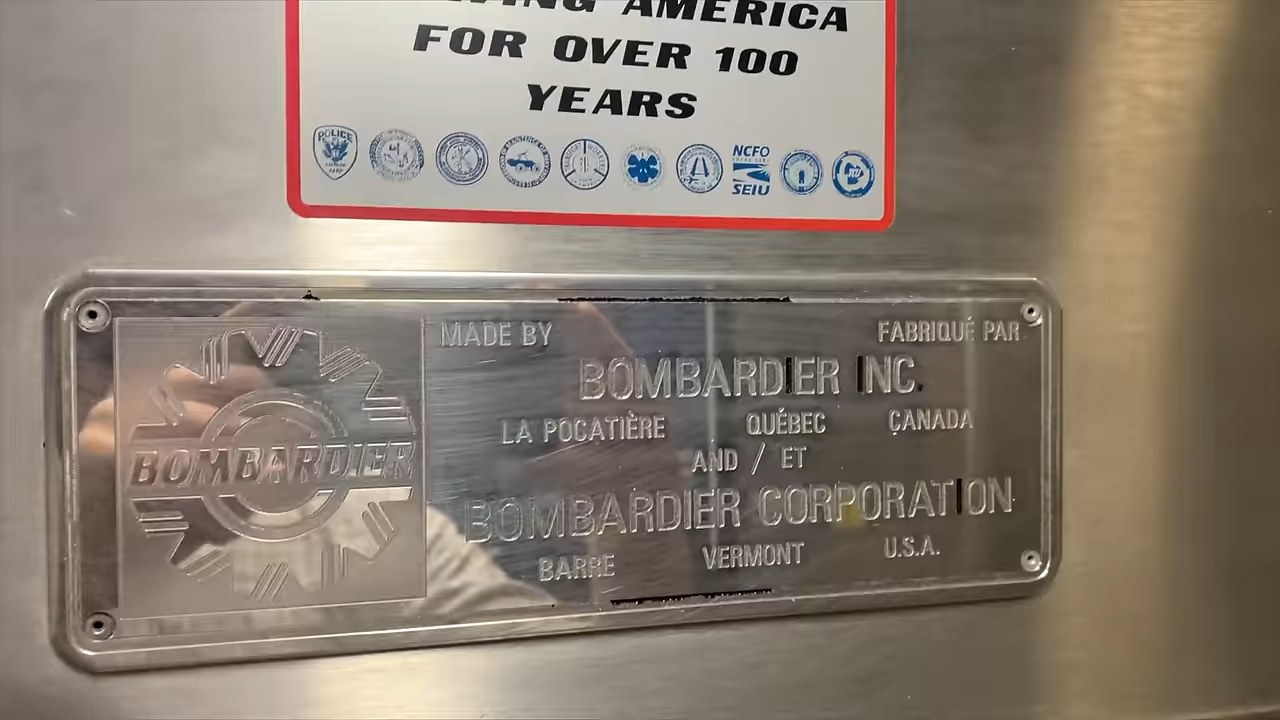 AMERICA
FOR OVER 100
YEARS
POLICE
NCFO
SEIU
MADE BY FABRIQUÉ PAR
BOMBARDIER INC.
LA POCATIÈRE QUÉBEC CANADA
AND / ET
BOMBARDIER CORPORATION
BARRE VERMONT U.S.A.
BOMBARDIER